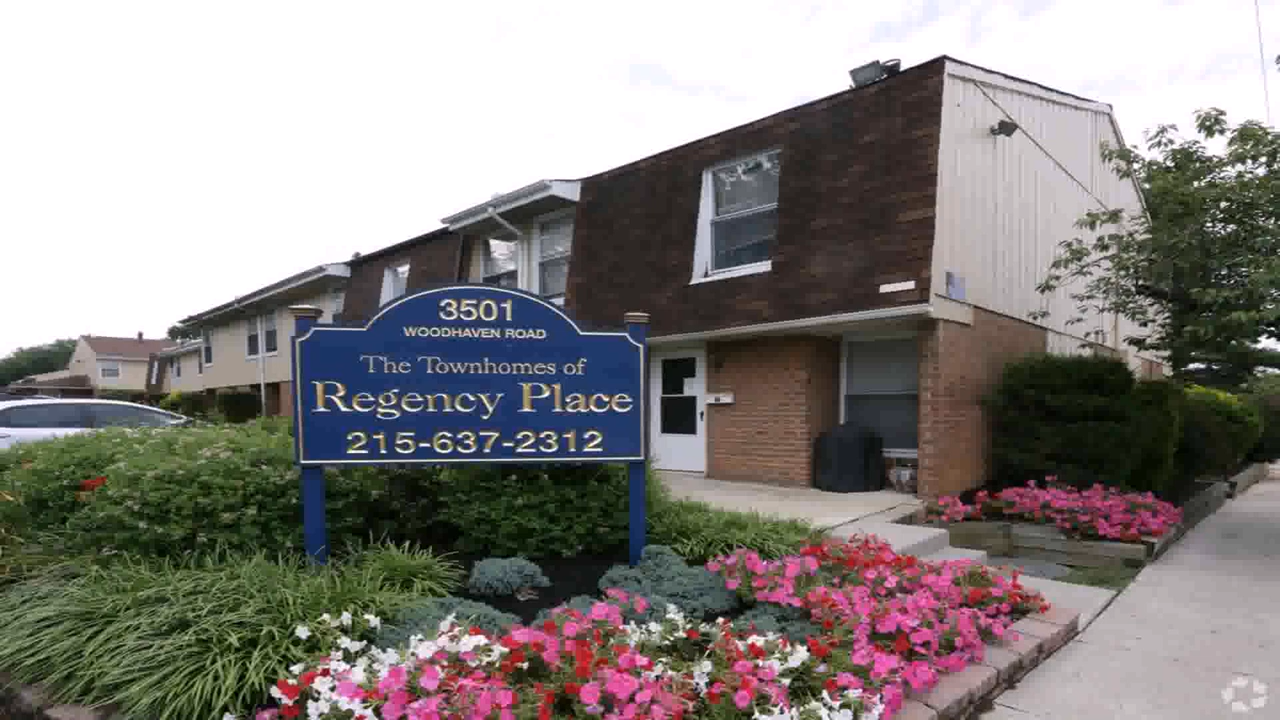 3501
WOODHAVEN ROAD
The Townhomes of
Regency Place
215-637-2312